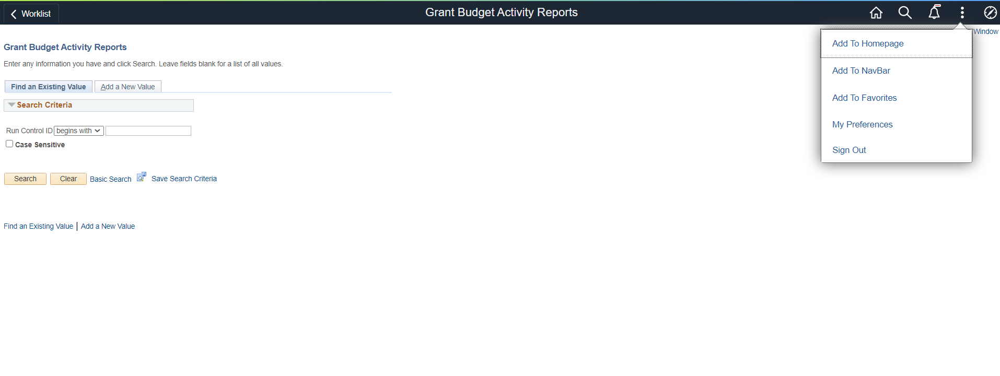 Worklist
Grant Budget Activity Reports
Window
Add To Homepage
Add To NavBar
Add To Favorites
My Preferences
Sign Out
Grant Budget Activity Reports
Enter any information you have and click Search. Leave fields blank for a list of all values.
Find an Existing Value
Add a New Value
Search Criteria
Run Control ID begins with
Case Sensitive
Search Clear Basic Search Save Search Criteria
Find an Existing Value | Add a New Value